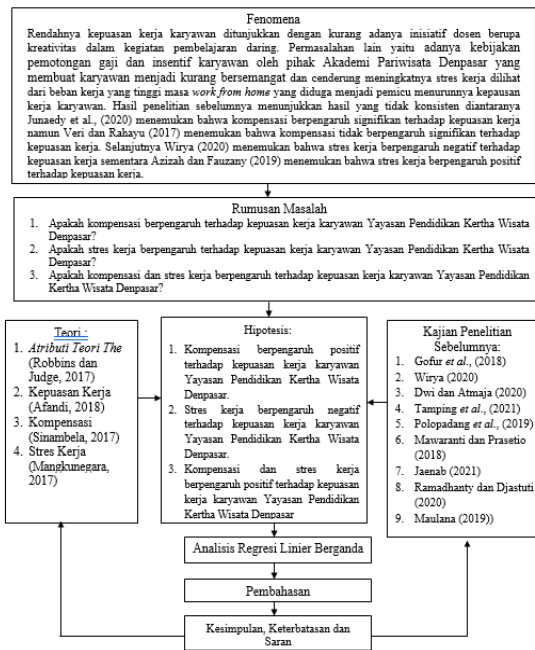 Fenomena
Rendahnya kepuasan kerja karyawan ditunjukkan dengan kurang adanya inisiatif dosen berupa
kreativitas dalam kegiatan pembelajaran daring. Permasalahan lain yaitu adanya kebijakan
pemotongan gaji dan insentif karyawan oleh pihak Akademi Pariwisata Denpasar yang
membuat karyawan menjadi kurang bersemangat dan cenderung meningkatnya stres kerja dilihat
dari beban kerja yang tinggi masa work from home yang diduga menjadi pemicu menurunnya kepausan
kerja karyawan. Hasil penelitian sebelumnya menunjukkan hasil yang tidak konsisten diantaranya
Junaedy et al., (2020) menemukan bahwa kompensasi berpengaruh signifikan terhadap kepuasan kerja
namun Veri dan Rahayu (2017) menemukan bahwa kompensasi tidak berpengaruh signifikan terhadap
kepuasan kerja. Selanjutnya Wirya (2020) menemukan bahwa stres kerja berpengaruh negatif terhadap
kepuasan kerja karyawan sementara Azizah dan Fauzany (2019) menemukan bahwa stres kerja berpengaruh positif
terhadap kepuasan kerja.
Rumusan Masalah
1. Apakah kompensasi berpengaruh terhadap kepuasan kerja karyawan Yayasan Pendidikan Kertha Wisata
Denpasar?
2. Apakah stres kerja berpengaruh terhadap kepuasan kerja karyawan Yayasan Pendidikan Kertha Wisata
Denpasar?
3. Apakah kompensasi dan stres kerja berpengaruh terhadap kepuasan kerja karyawan Yayasan Pendidikan
Kertha Wisata Denpasar?
Teori :
1. Atributi Teori The
(Robbins dan
Judge, 2017)
2. Kepuasan Kerja
(Afandi, 2018)
3. Kompensasi
(Sinambela, 2017)
4. Stres Kerja
(Mangkunegara,
2017)
Hipotesis:
1. Kompensasi berpengaruh positif
terhadap kepuasan kerja karyawan
Yayasan Pendidikan Kertha Wisata
Denpasar.
2. Stres kerja berpengaruh negatif
terhadap kepuasan kerja karyawan
Yayasan Pendidikan Kertha Wisata
Denpasar.
3. Kompensasi dan stres kerja
berpengaruh positif terhadap kepuasan
kerja karyawan Yayasan Pendidikan
Kertha Wisata Denpasar
Kajian Penelitian
Sebelumnya:
1. Gofur et al., (2018)
2. Wirya (2020)
3. Dwi dan Atmaja (2020)
4. Tamping et al., (2021)
5. Polopadang et al., (2019)
6. Mawaranti dan Prasetio
(2018)
7. Jaenab (2021)
8. Ramadhanty dan Djastuti
(2020)
9. Maulana (2019))
Analisis Regresi Linier Berganda
Pembahasan
Kesimpulan, Keterbatasan dan
Saran